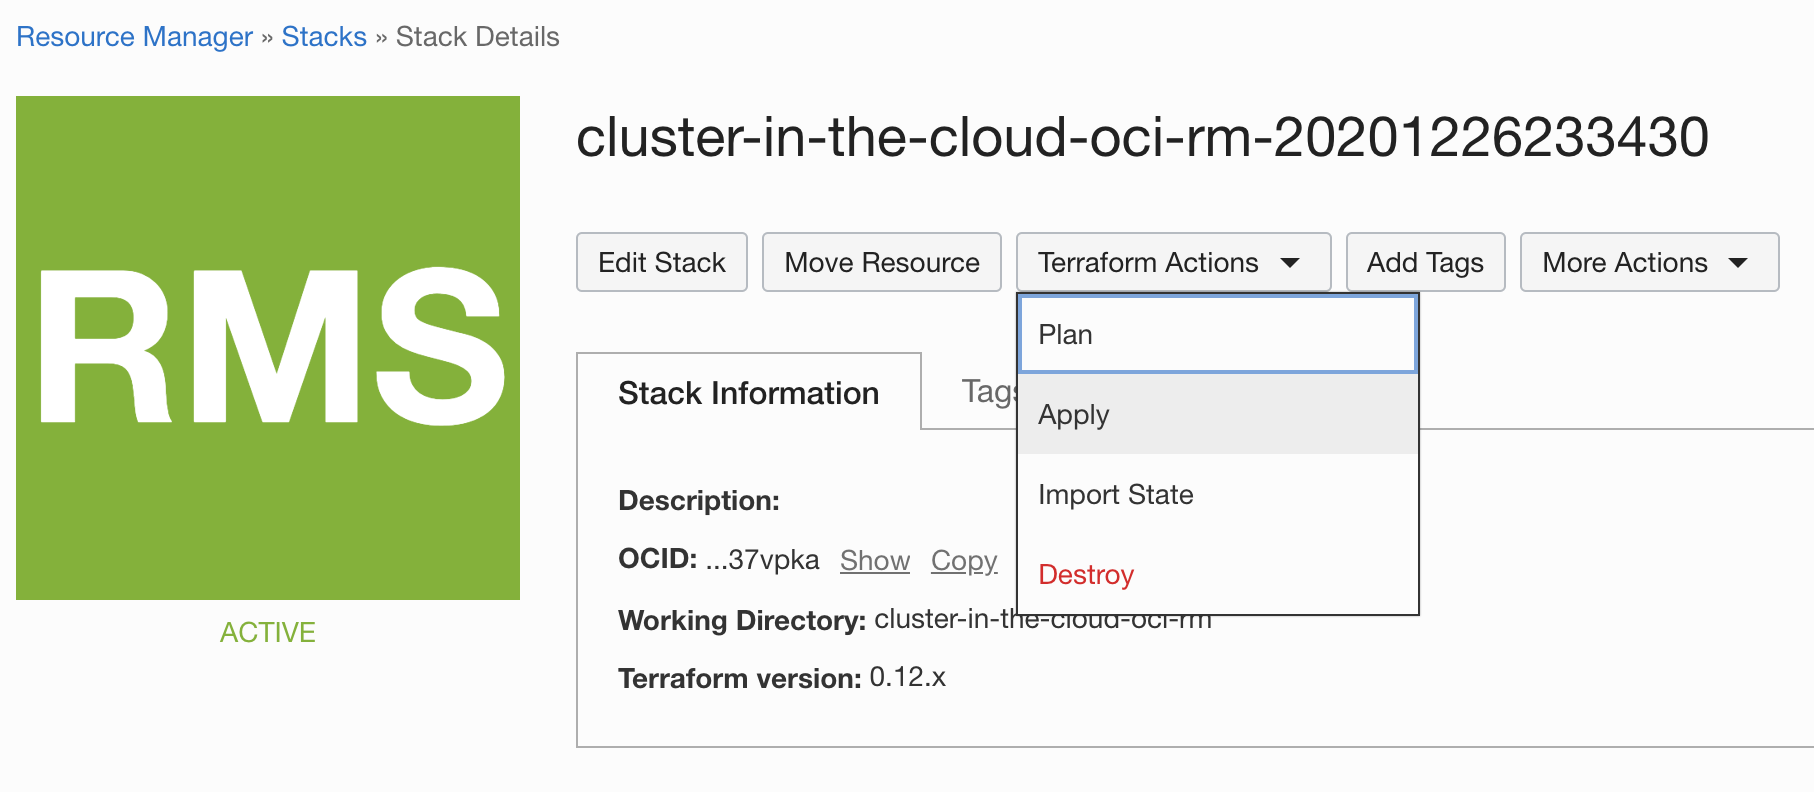 Resource Manager » Stacks » Stack Details
RMS
ACTIVE
cluster-in-the-cloud-oci-rm-20201226233430
Edit Stack
Move Resource
Terraform Actions
Add Tags
More Actions
Plan
Apply
Import State
Destroy
Stack Information
Tags
Description:
OCID: ...37vpka Show Copy
Working Directory: cluster-in-the-cloud-oci-rm
Terraform version: 0.12.x